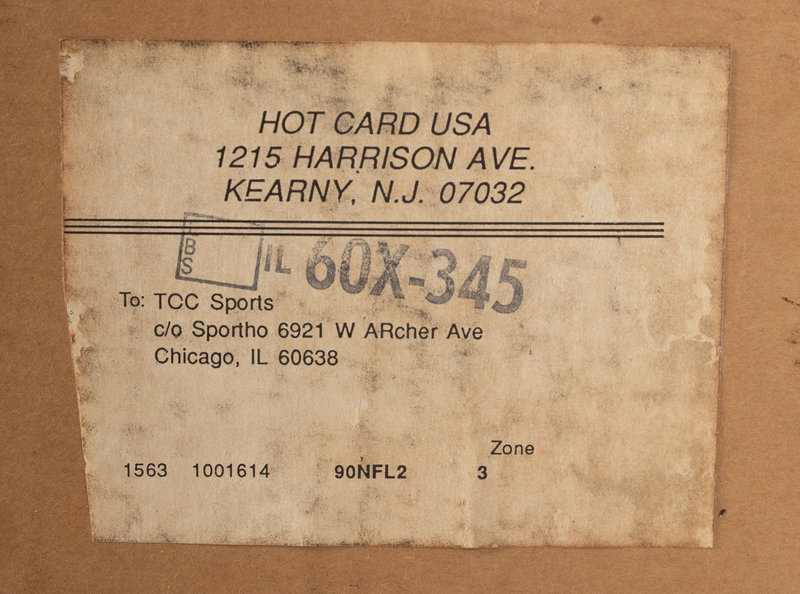 HOT CARD USA
1215 HARRISON AVE.
KEARNY, N.J. 07032
BS
IL 60X-345
To: TCC Sports
c/o Sportho 6921 W ARcher Ave
Chicago, IL 60638
Zone
1563 1001614 90NFL2 3